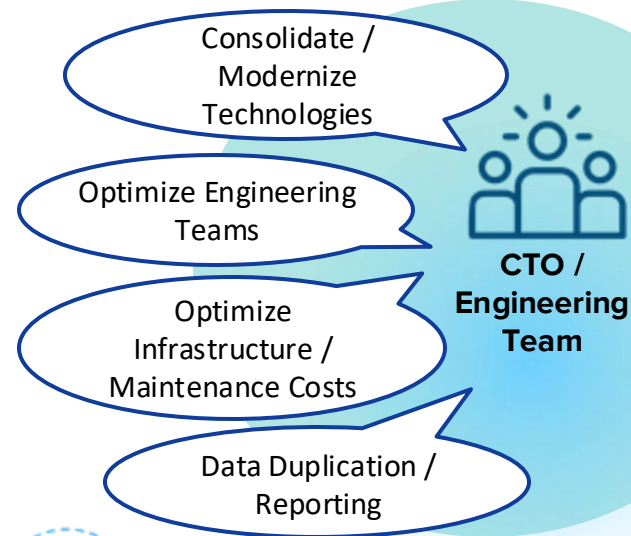 Consolidate /
Modernize
Technologies
Optimize Engineering
Teams
CTO /
Engineering
Team
Optimize
Infrastructure /
Maintenance Costs
Data Duplication /
Reporting